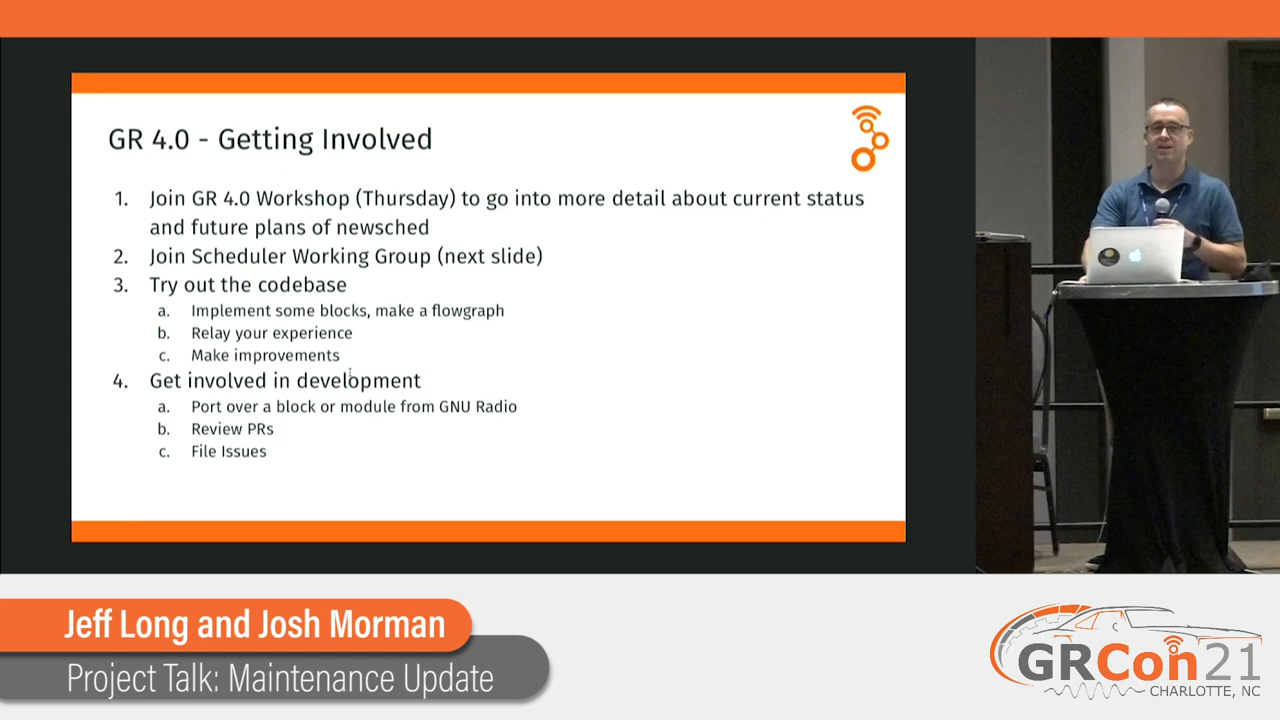 GR 4.0 - Getting Involved
1. Join GR 4.0 Workshop (Thursday) to go into more detail about current status
and future plans of newsched
2. Join Scheduler Working Group (next slide)
3. Try out the codebase
a. Implement some blocks, make a flowgraph
b. Relay your experience
c. Make improvements
4. Get involved in development
a. Port over a block or module from GNU Radio
b. Review PRs
c. File Issues
Jeff Long and Josh Morman
Project Talk: Maintenance Update
GRCon21
CHARLOTTE, NC